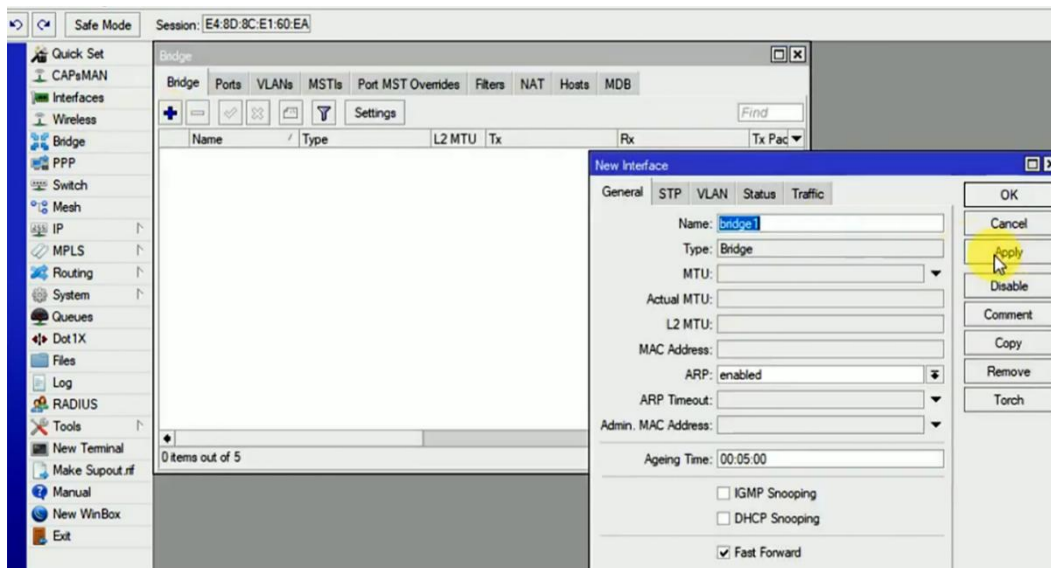 Safe Mode Session: E4:8D:8C:E1:60:EA
Quick Set
CAPsMAN
Interfaces
Wireless
Bridge
PPP
Switch
Mesh
IP
MPLS
Routing
System
Queues
Dot1X
Files
Log
RADIUS
Tools
New Terminal
Make Supout.rif
Manual
New WinBox
Exit
Bridge
Bridge Ports VLANs MSTIs Port MST Overrides Filters NAT Hosts MDB
Settings Find
Name / Type L2 MTU Tx Rx Tx Pac
0 items out of 5
New Interface
General STP VLAN Status Traffic
Name: bridge1
Type: Bridge
MTU:
Actual MTU:
L2 MTU:
MAC Address:
ARP: enabled
ARP Timeout:
Admin. MAC Address:
Ageing Time: 00:05:00
IGMP Snooping
DHCP Snooping
Fast Forward
OK
Cancel
Apply
Disable
Comment
Copy
Remove
Torch